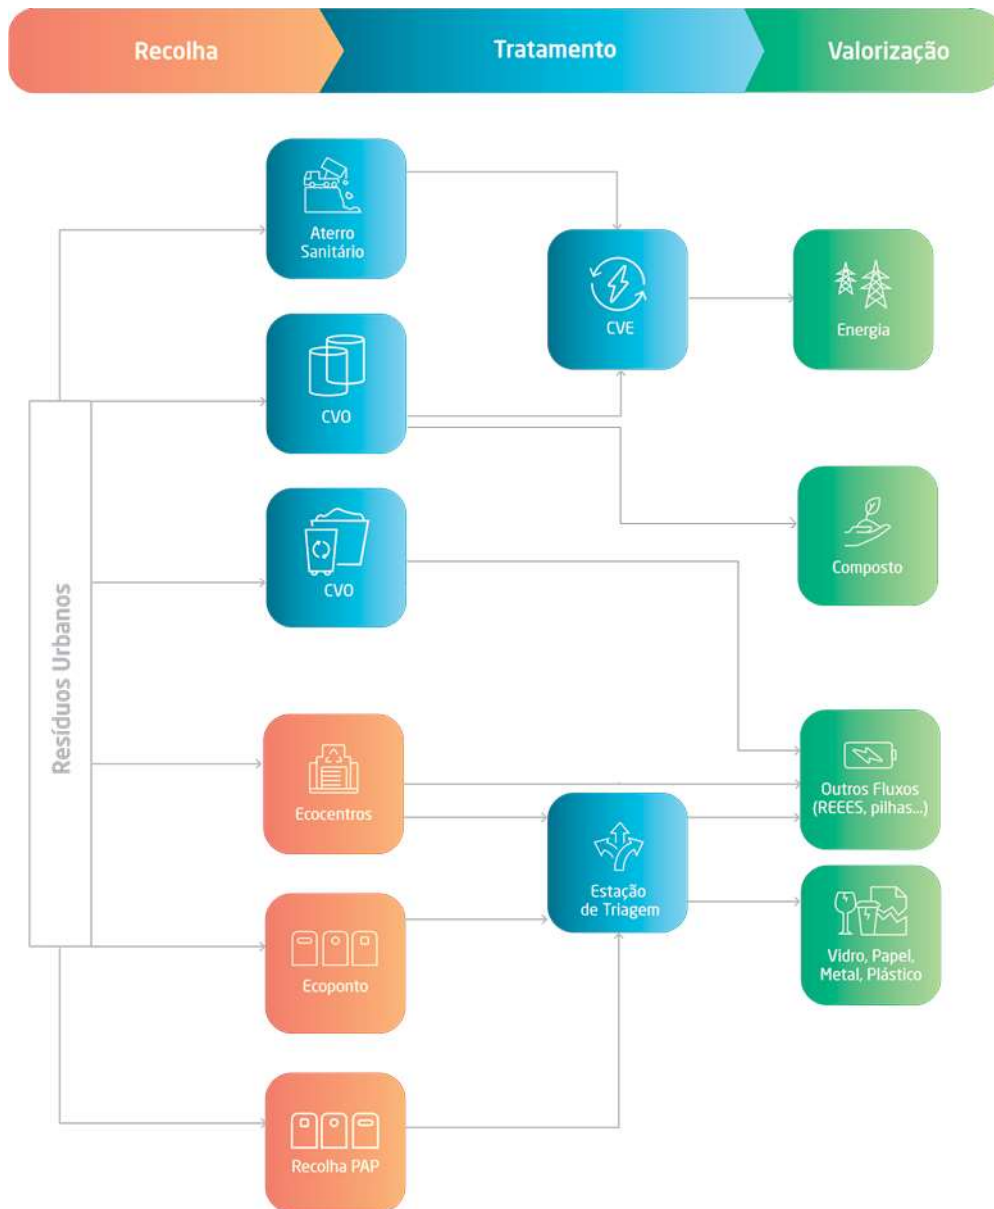 Recolha
Tratamento
Valorização
Aterro
Sanitário
CVE
Energia
CVO
Composto
CVO
Resíduos Urbanos
Ecocentros
Outros Fluxos
(REEES, pilhas...)
Estação
de Triagem
Ecoponto
Vidro, Papel,
Metal, Plástico
Recolha PAP